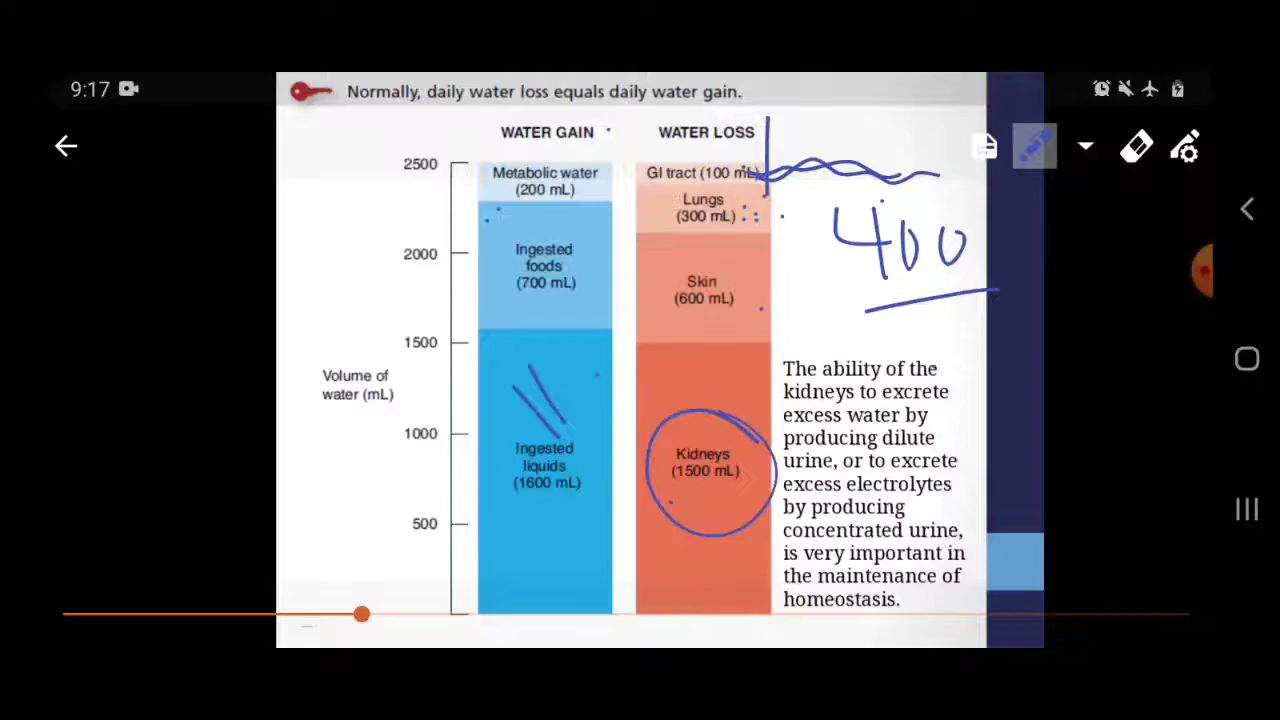 9:17
Normally, daily water loss equals daily water gain.
WATER GAIN
WATER LOSS
2500
2000
1500
Volume of
water (mL)
1000
500
Metabolic water
(200 mL)
Ingested
foods
(700 mL)
Ingested
liquids
(1600 mL)
GI tract (100 mL)
Lungs
(300 mL)
Skin
(600 mL)
Kidneys
(1500 mL)
400
The ability of the
kidneys to excrete
excess water by
producing dilute
urine, or to excrete
excess electrolytes
by producing
concentrated urine,
is very important in
the maintenance of
homeostasis.